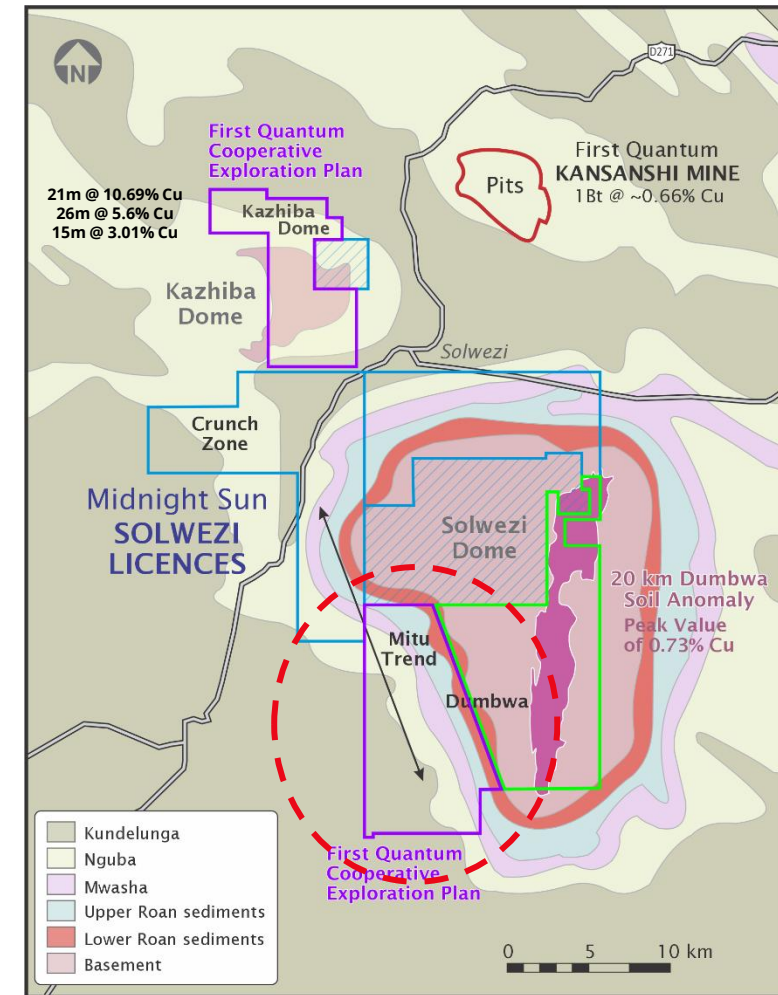 N
D271
First Quantum
Cooperative
Exploration Plan
First Quantum
KANSANSHI MINE
1Bt @ ~0.66% Cu
Pits
21m @ 10.69% Cu
26m @ 5.6% Cu
15m @ 3.01% Cu
Kazhiba
Dome
Kazhiba
Dome
Solwezi
Crunch
Zone
Midnight Sun
SOLWEZI
LICENCES
Solwezi
Dome
20 km Dumbwa
Soil Anomaly
Peak Value
of 0.73% Cu
Mitu
Trend
Dumbwa
First Quantum
Cooperative
Exploration Plan
Kundelunga
Nguba
Mwasha
Upper Roan sediments
Lower Roan sediments
Basement
0 5 10 km